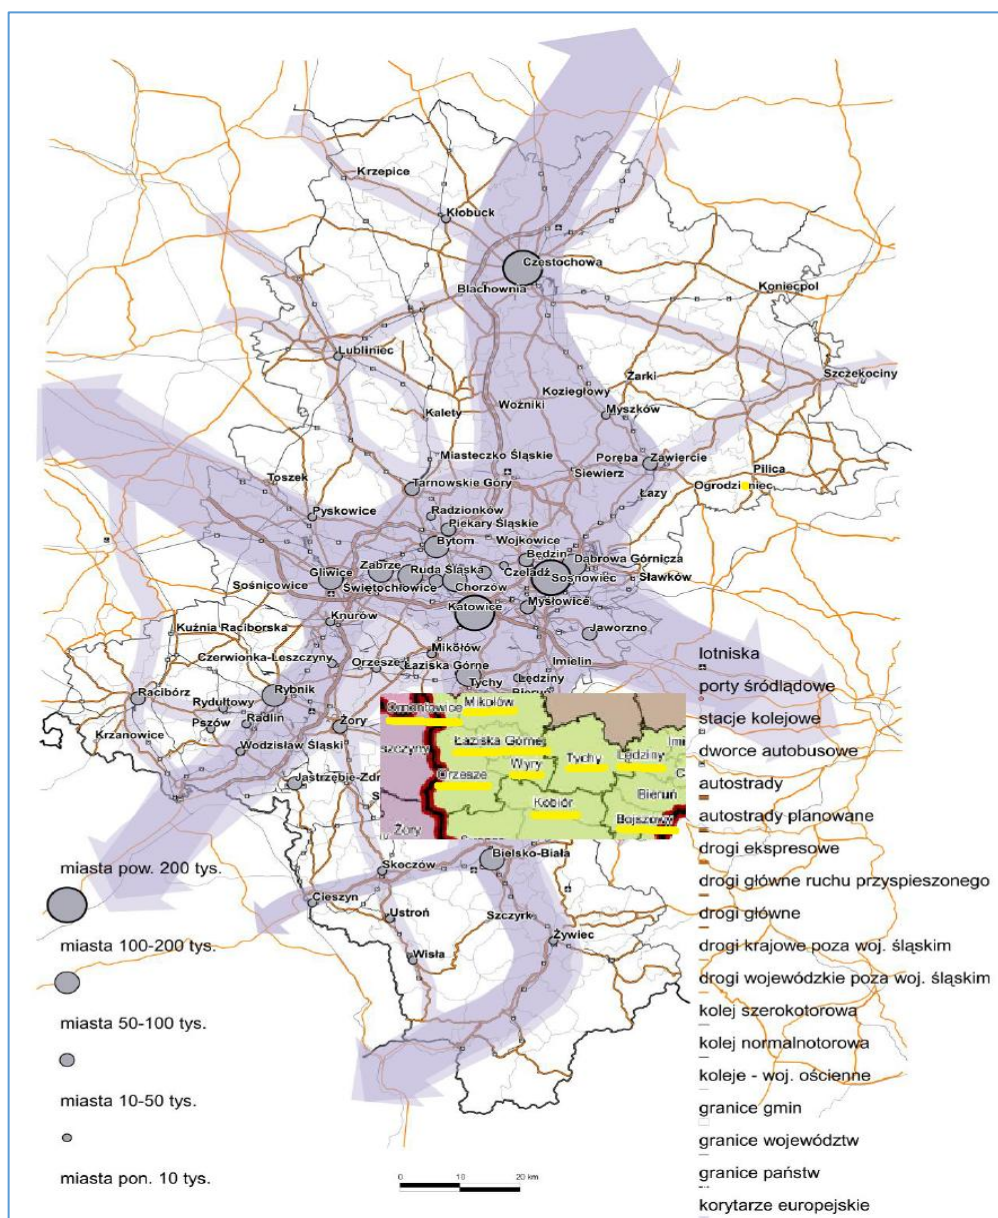 Krzepice
Kłobuck
Częstochowa
Blachownia
Koniecpol
Lubliniec
Szczekociny
Żarki
Koziegłowy
Woźniki
Myszków
Kalety
Miasteczko Śląskie
Poręba
Zawiercie
Siewierz
Pilica
Ogrodzieniec
Toszek
Tarnowskie Góry
Łazy
Pyskowice
Radzionków
Piekary Śląskie
Bytom
Wojkowice
Będzin
Dąbrowa Górnicza
Gliwice
Zabrze
Ruda Śląska
Czeladź
Sosnowiec
Sławków
Sośnicowice
Świętochłowice
Chorzów
Katowice
Mysłowice
Knurów
Kuźnia Raciborska
Jaworzno
Mikołów
Czerwionka-Leszczyny
Orzesze
Łaziska Górne
Imielin
Tychy
Lędziny
Racibórz
Rybnik
Rydułtowy
Pszów
Radlin
Żory
Krzanowice
Wodzisław Śląski
Jastrzębie-Zdr
Ornontowice
Mikołów
Łaziska Górne
Wyry
Tychy
Lędziny
Imi
Orzesze
Kobiór
Bieruń
Bojszowy
Żory
Bielsko-Biała
Skoczów
Cieszyn
Ustroń
Szczyrk
Żywiec
Wisła
miasta pow. 200 tys.
miasta 100-200 tys.
miasta 50-100 tys.
miasta 10-50 tys.
miasta pon. 10 tys.
0 10 20 km
lotniska
porty śródlądowe
stacje kolejowe
dworce autobusowe
autostrady
autostrady planowane
drogi ekspresowe
drogi główne ruchu przyspieszonego
drogi główne
drogi krajowe poza woj. śląskim
drogi wojewódzkie poza woj. śląskim
kolej szerokotorowa
kolej normalnotorowa
koleje - woj. ościenne
granice gmin
granice województw
granice państw
korytarze europejskie